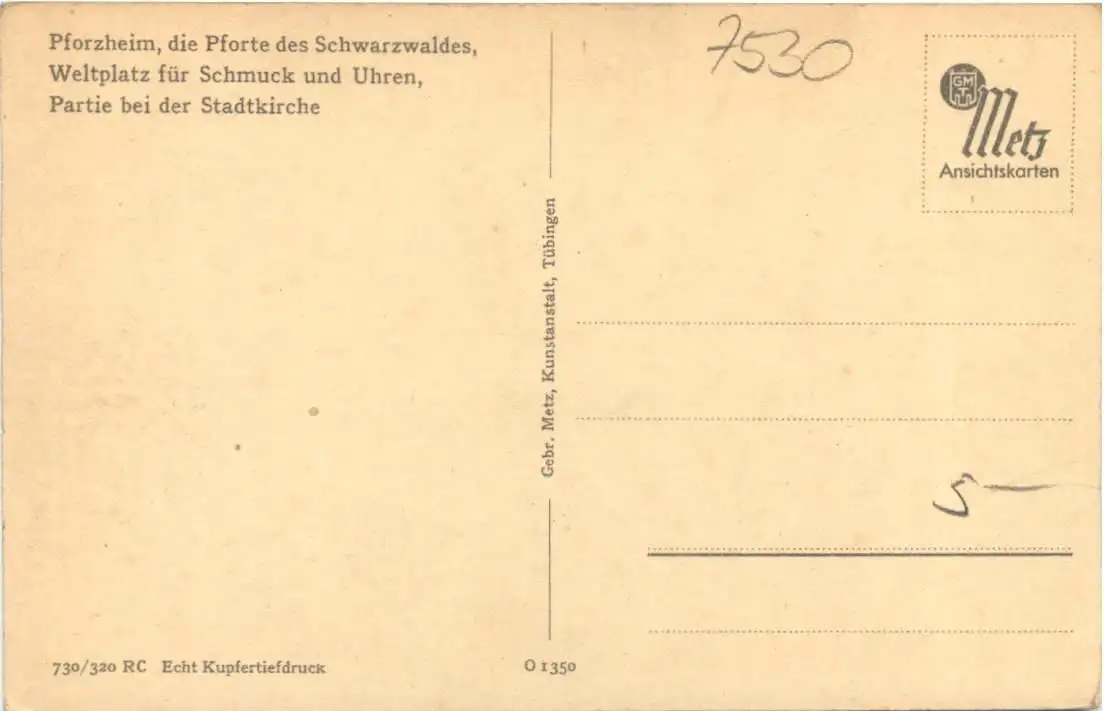 Pforzheim, die Pforte des Schwarzwaldes,
Weltplatz für Schmuck und Uhren,
Partie bei der Stadtkirche
7530
GMT
Metz
Ansichtskarten
Gebr. Metz, Kunstanstalt, Tübingen
5—
730/320 RC Echt Kupfertiefdruck
O 1350